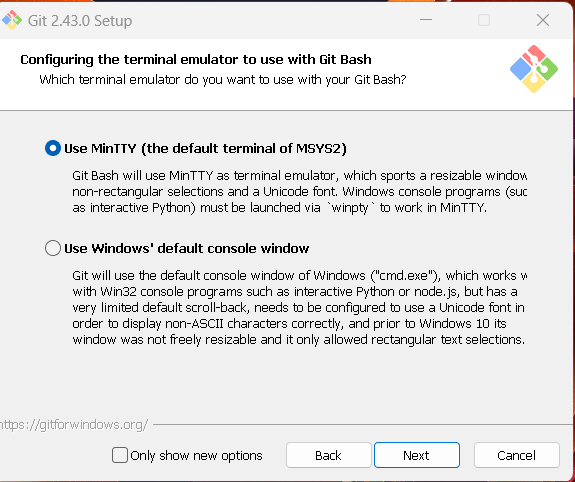 Git 2.43.0 Setup
Configuring the terminal emulator to use with Git Bash
Which terminal emulator do you want to use with your Git Bash?
Use MinTTY (the default terminal of MSYS2)
Git Bash will use MinTTY as terminal emulator, which sports a resizable window
non-rectangular selections and a Unicode font. Windows console programs (suc
as interactive Python) must be launched via `winpty` to work in MinTTY.
Use Windows' default console window
Git will use the default console window of Windows ("cmd.exe"), which works w
with Win32 console programs such as interactive Python or node.js, but has a
very limited default scroll-back, needs to be configured to use a Unicode font in
order to display non-ASCII characters correctly, and prior to Windows 10 its
window was not freely resizable and it only allowed rectangular text selections.
https://gitforwindows.org/
Only show new options
Back
Next
Cancel